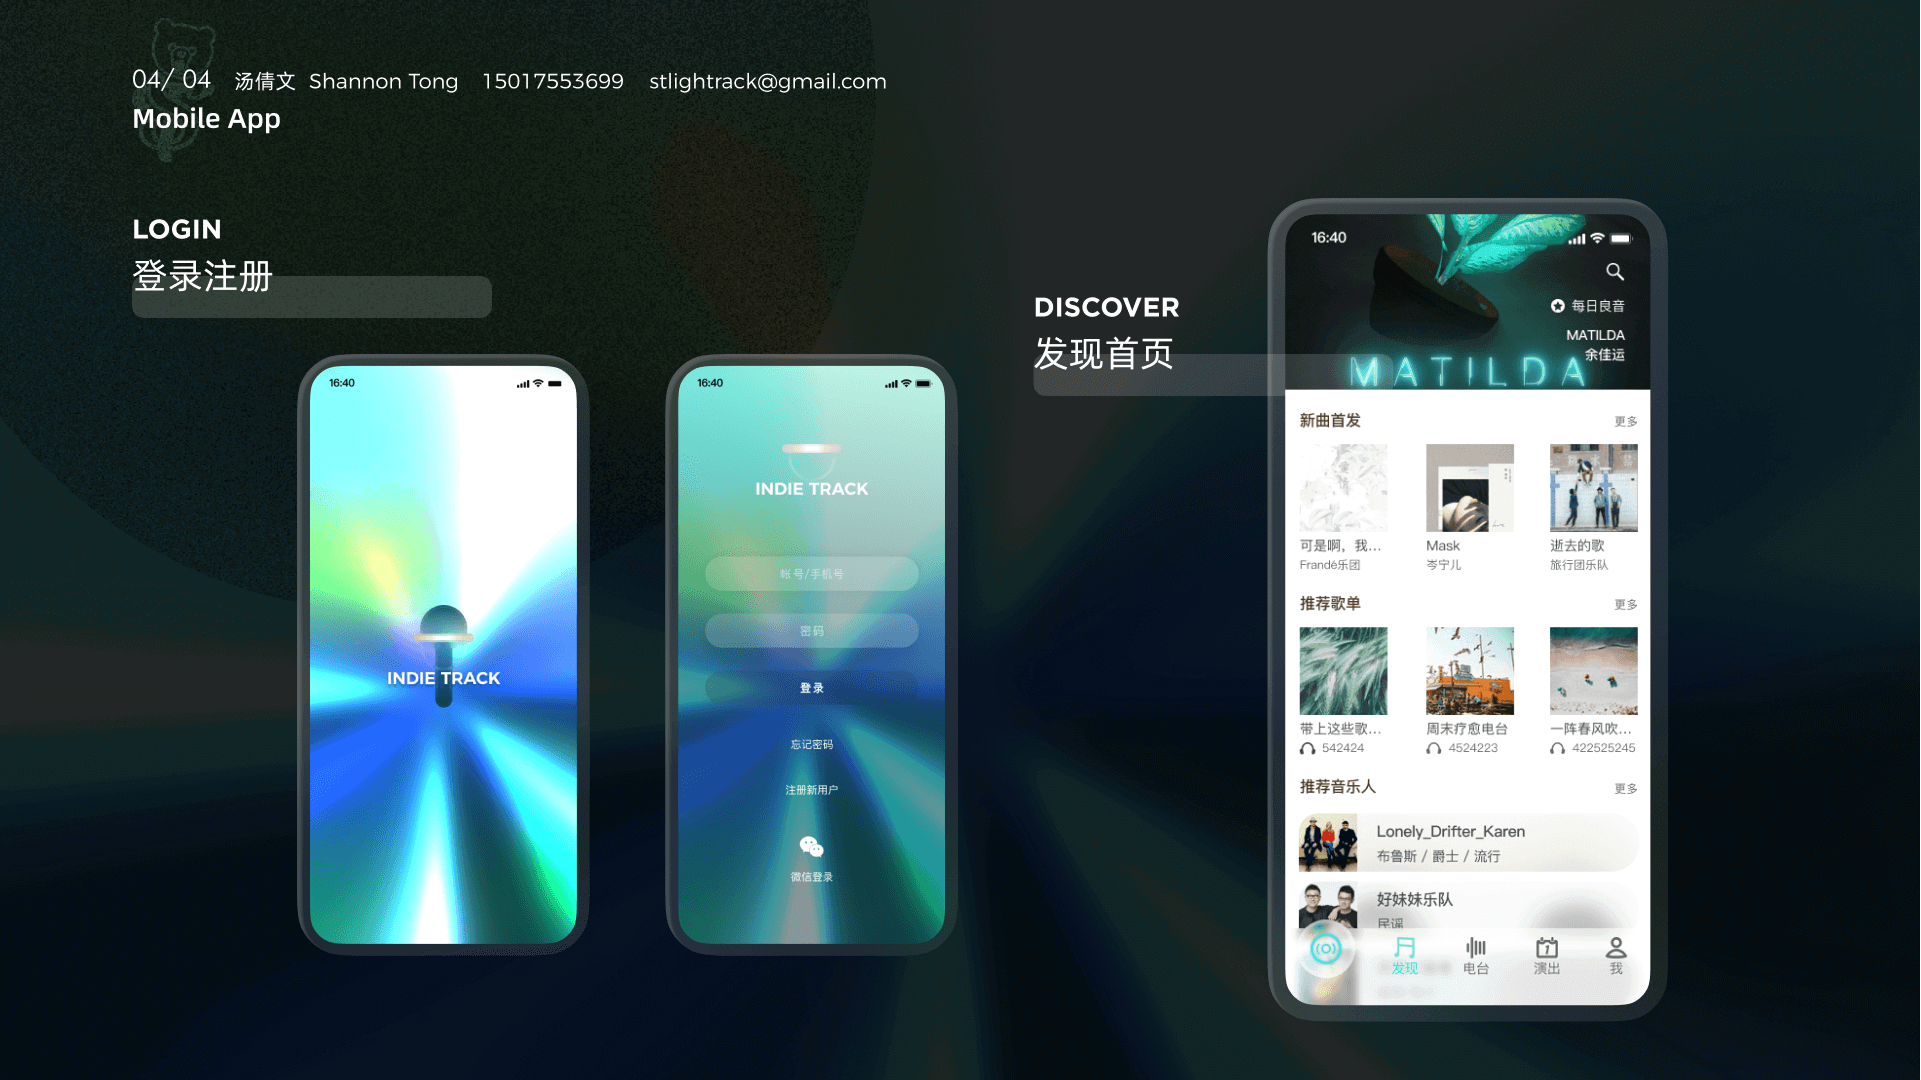 04/ 04 汤倩文 Shannon Tong 15017553699 stlightrack@gmail.com
Mobile App
LOGIN
登录注册
16:40
INDIE TRACK
16:40
INDIE TRACK
帐号/手机号
密码
登录
忘记密码
注册新用户
微信登录
DISCOVER
发现首页
16:40
每日良音
MATILDA
余佳运
MATILDA
新曲首发 更多
可是啊，我... Mask 逝去的歌
Frandé乐团 岑宁儿 旅行团乐队
推荐歌单 更多
带上这些歌... 周末疗愈电台 一阵春风吹...
542424 4524223 422525245
推荐音乐人 更多
Lonely_Drifter_Karen
布鲁斯 / 爵士 / 流行
好妹妹乐队
民谣
1
发现 电台 演出 我